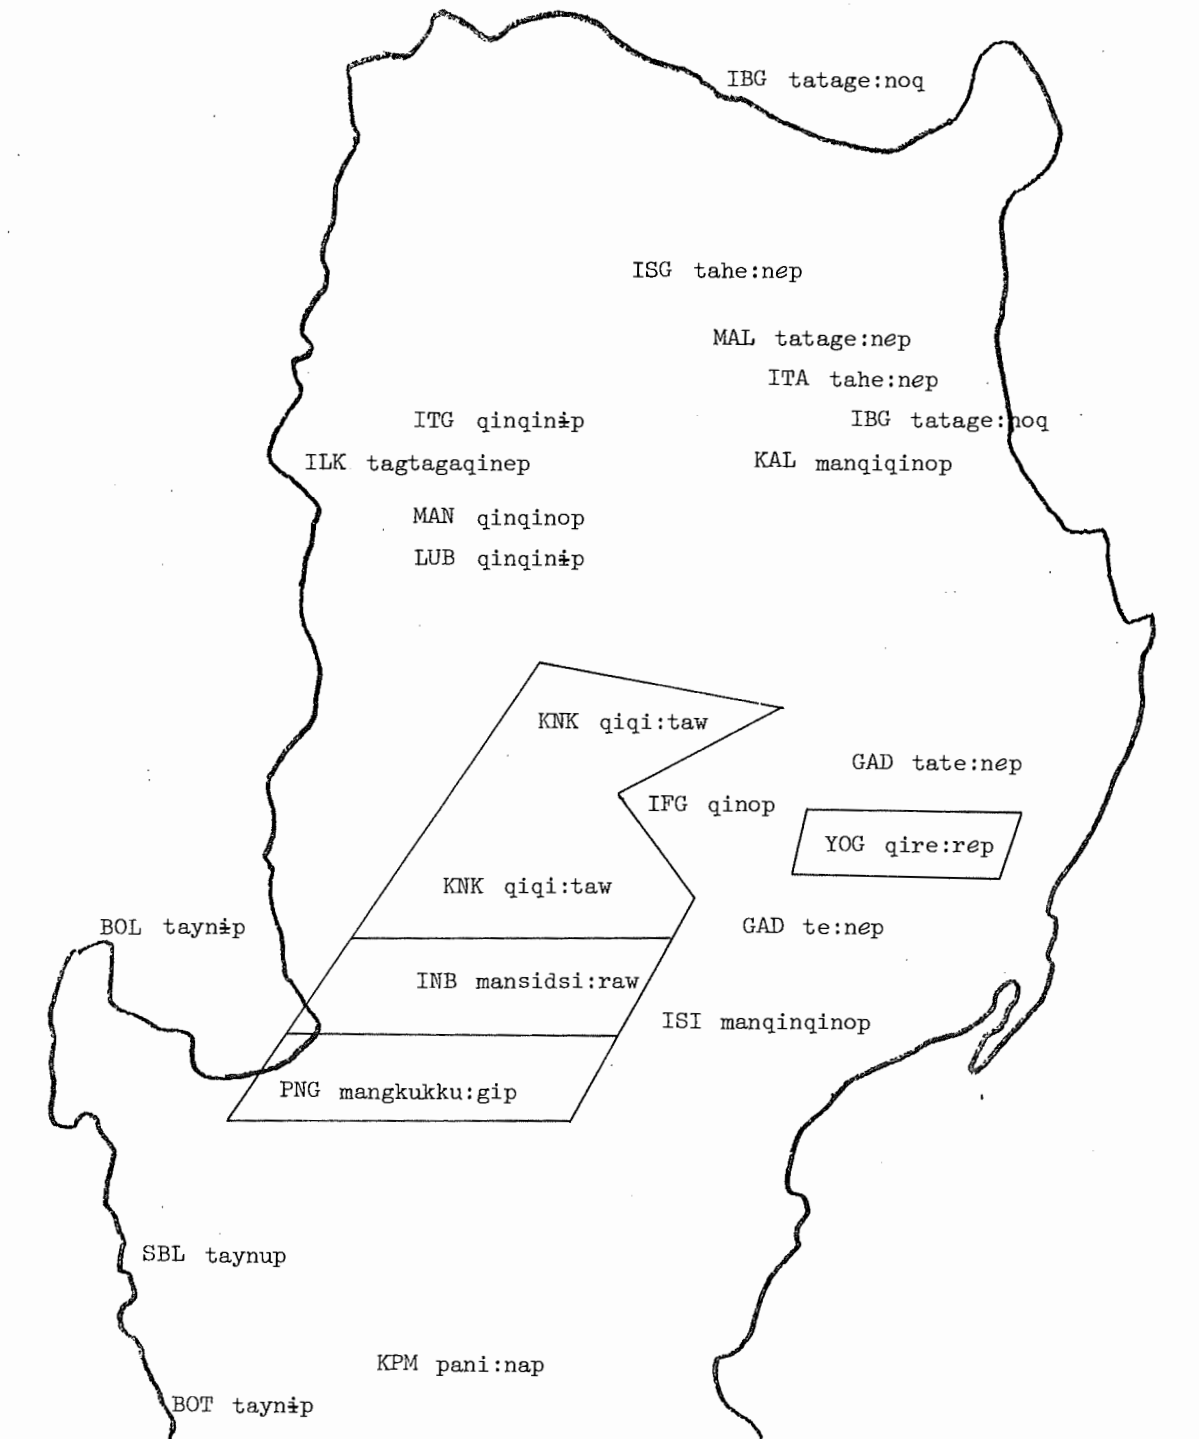 IBG tatage:noq
ISG tahe:nep
MAL tatage:nep
ITA tahe:nep
ITG qinqinɨp
IBG tatage:noq
ILK tagtagaqinep
KAL manqiqinop
MAN qinqinop
LUB qinqinɨp
KNK qiqi:taw
GAD tate:nep
IFG qinop
YOG qire:rep
KNK qiqi:taw
BOL taynɨp
GAD te:nep
INB mansidsi:raw
ISI manqinqinop
PNG mangkukku:gip
SBL taynup
KPM pani:nap
BOT taynɨp